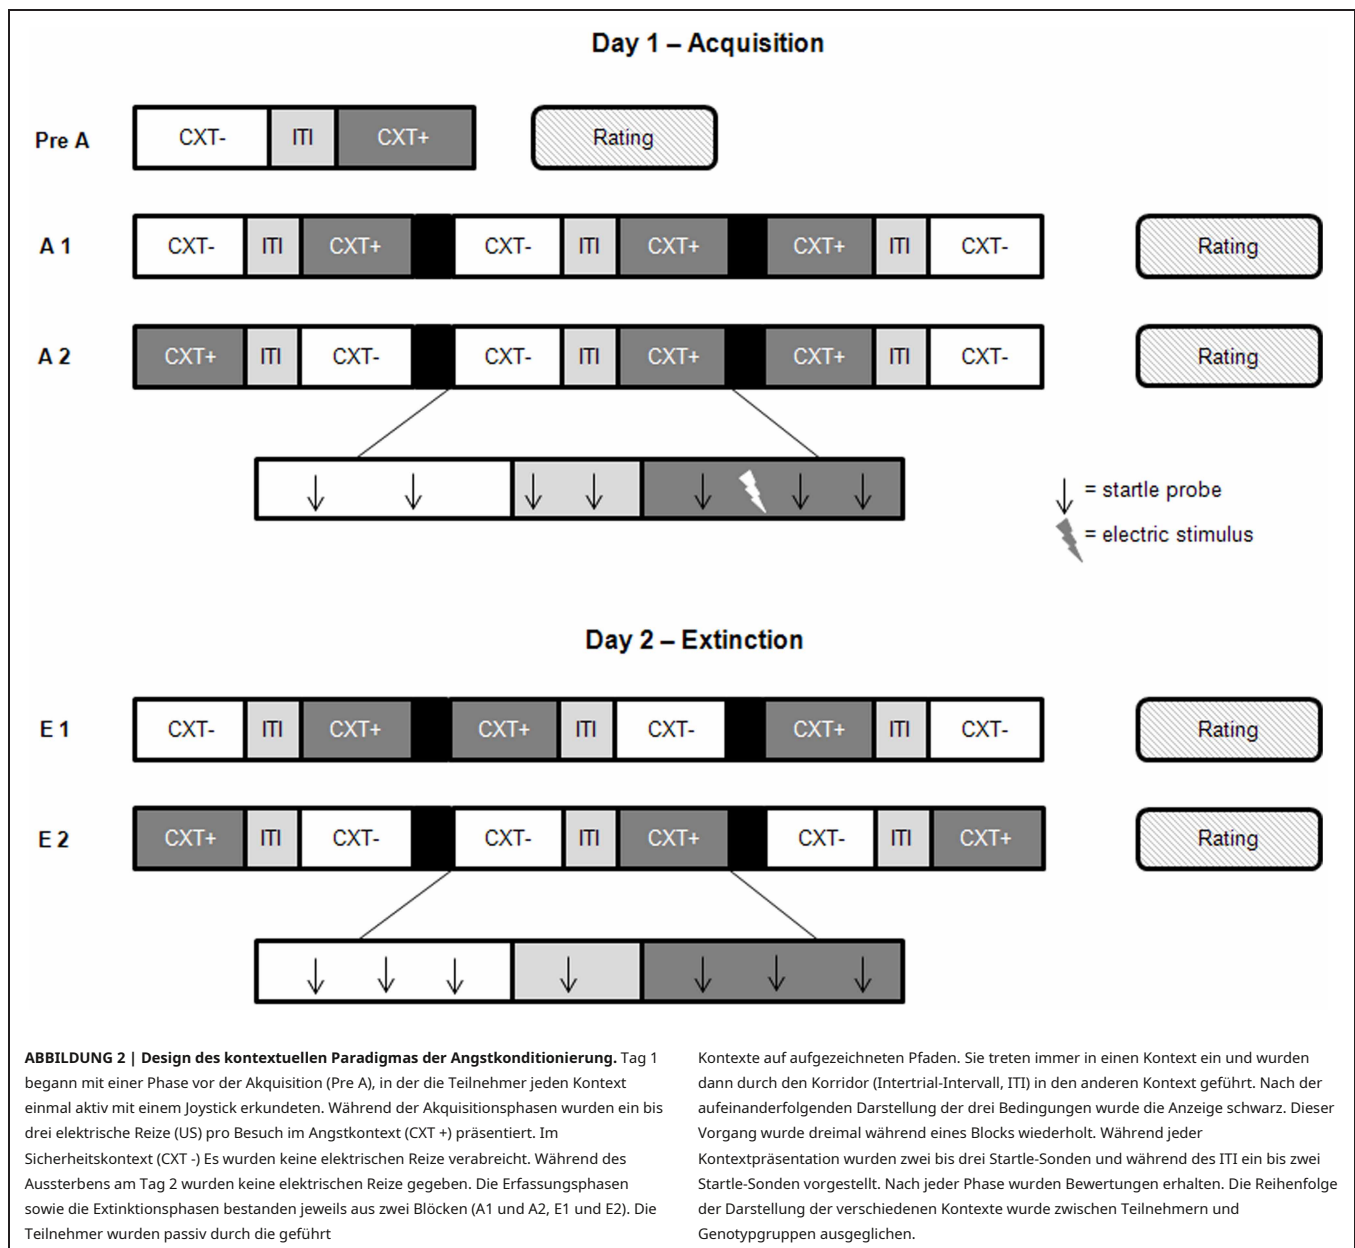 Day 1 – Acquisition
Pre A CXT- ITI CXT+ Rating
A 1 CXT- ITI CXT+ CXT- ITI CXT+ CXT+ ITI CXT- Rating
A 2 CXT+ ITI CXT- CXT- ITI CXT+ CXT+ ITI CXT- Rating
= startle probe
= electric stimulus
Day 2 – Extinction
E 1 CXT- ITI CXT+ CXT+ ITI CXT- CXT+ ITI CXT- Rating
E 2 CXT+ ITI CXT- CXT- ITI CXT+ CXT- ITI CXT+ Rating
ABBILDUNG 2 | Design des kontextuellen Paradigmas der Angstkonditionierung. Tag 1
begann mit einer Phase vor der Akquisition (Pre A), in der die Teilnehmer jeden Kontext
einmal aktiv mit einem Joystick erkundeten. Während der Akquisitionsphasen wurden ein bis
drei elektrische Reize (US) pro Besuch im Angstkontext (CXT +) präsentiert. Im
Sicherheitskontext (CXT -) Es wurden keine elektrischen Reize verabreicht. Während des
Aussterbens am Tag 2 wurden keine elektrischen Reize gegeben. Die Erfassungsphasen
sowie die Extinktionsphasen bestanden jeweils aus zwei Blöcken (A1 und A2, E1 und E2). Die
Teilnehmer wurden passiv durch die geführt
Kontexte auf aufgezeichneten Pfaden. Sie treten immer in einen Kontext ein und wurden
dann durch den Korridor (Intertrial-Intervall, ITI) in den anderen Kontext geführt. Nach der
aufeinanderfolgenden Darstellung der drei Bedingungen wurde die Anzeige schwarz. Dieser
Vorgang wurde dreimal während eines Blocks wiederholt. Während jeder
Kontextpräsentation wurden zwei bis drei Startle-Sonden und während des ITI ein bis zwei
Startle-Sonden vorgestellt. Nach jeder Phase wurden Bewertungen erhalten. Die Reihenfolge
der Darstellung der verschiedenen Kontexte wurde zwischen Teilnehmern und
Genotypgruppen ausgeglichen.